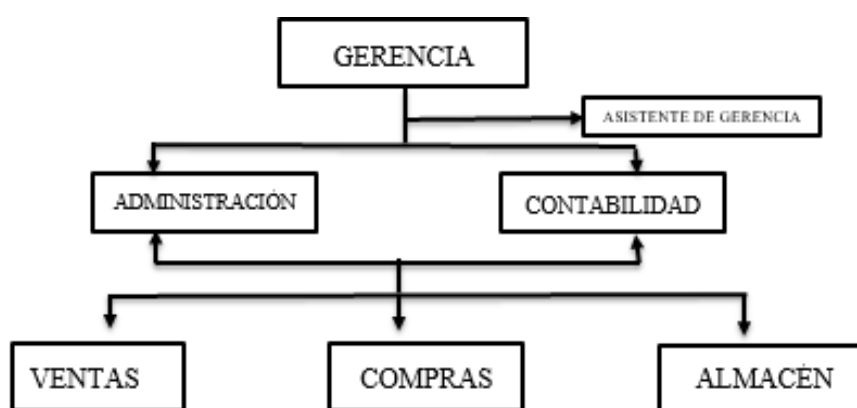 GERENCIA
ASISTENTE DE GERENCIA
ADMINISTRACIÓN
CONTABILIDAD
VENTAS
COMPRAS
ALMACÉN